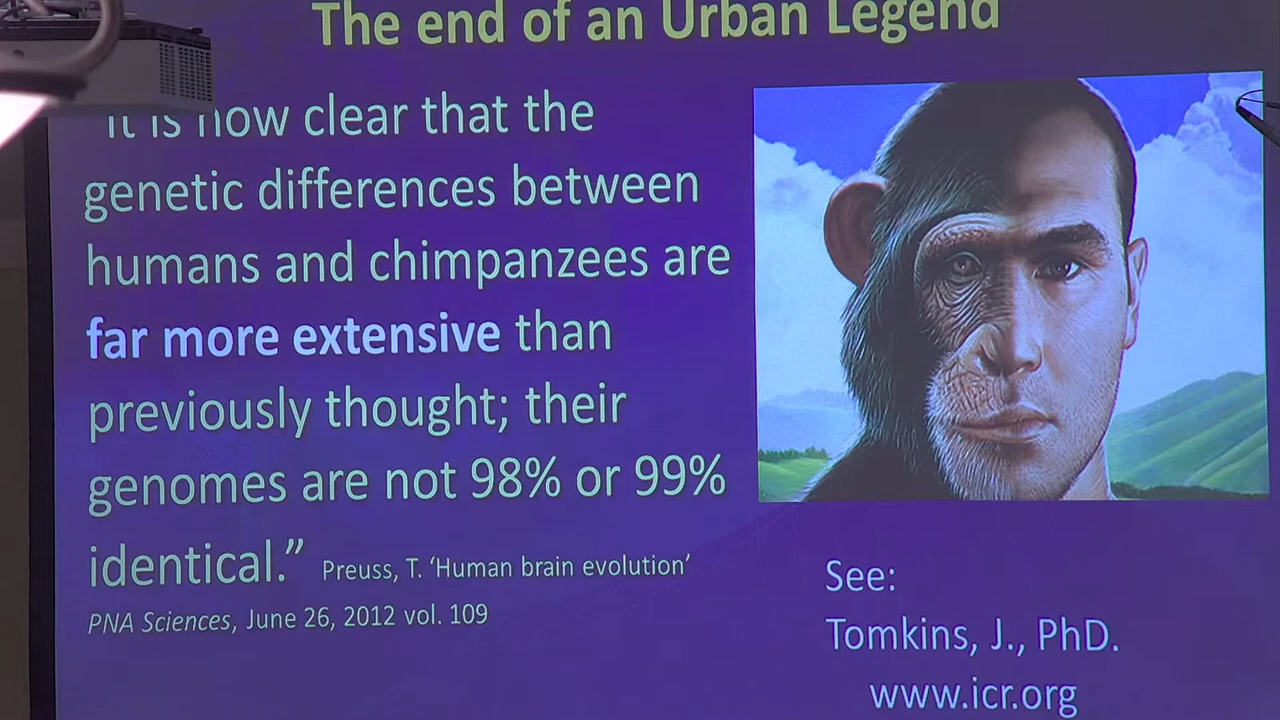 The end of an Urban Legend
It is now clear that the
genetic differences between
humans and chimpanzees are
far more extensive than
previously thought; their
genomes are not 98% or 99%
identical.” Preuss, T. ‘Human brain evolution’
PNA Sciences, June 26, 2012 vol. 109
See:
Tomkins, J., PhD.
www.icr.org